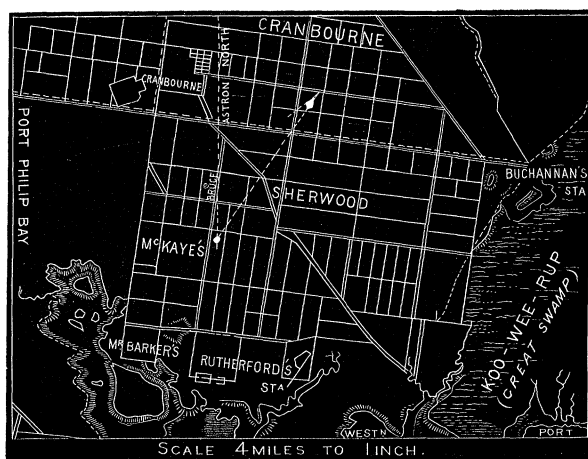 CRANBOURNE
CRANBOURNE
ASTRON NORTH
PORT PHILIP BAY
BRUCE
SHERWOOD
BUCHANNAN'S
STA
McKAYE'S
KOO-WEE RUP
(GREAT SWAMP)
Mr BARKER'S
RUTHERFORD'S
STA
WESTN
PORT
SCALE 4 MILES TO 1 INCH.